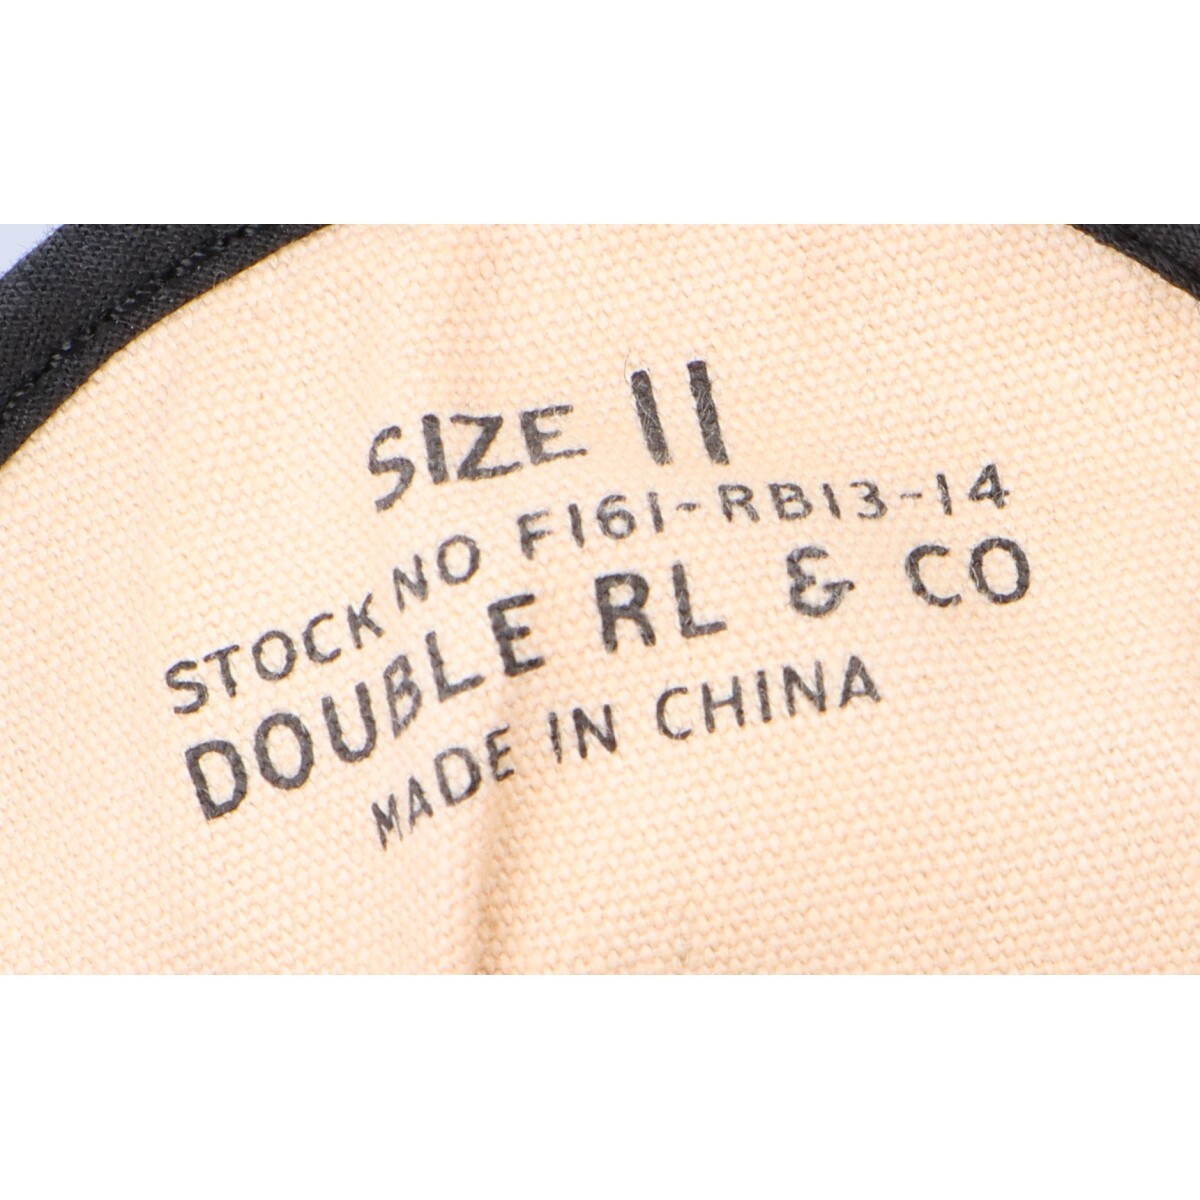 SIZE 11
STOCK NO F161-RB13-14
DOUBLE RL & CO
MADE IN CHINA